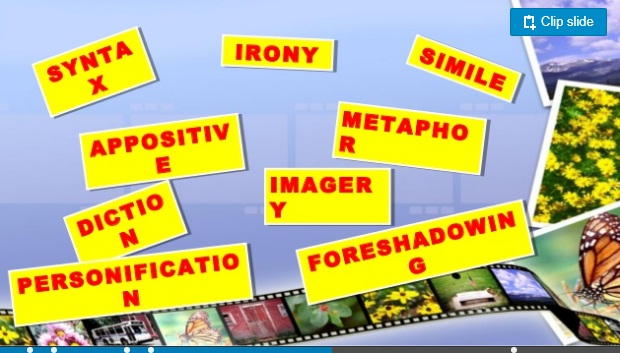 Clip slide
SYNTA
X
IRONY
SIMILE
APPOSITIV
E
METAPHO
R
IMAGER
Y
DICTIO
N
FORESHADOWIN
G
PERSONIFICATIO
N